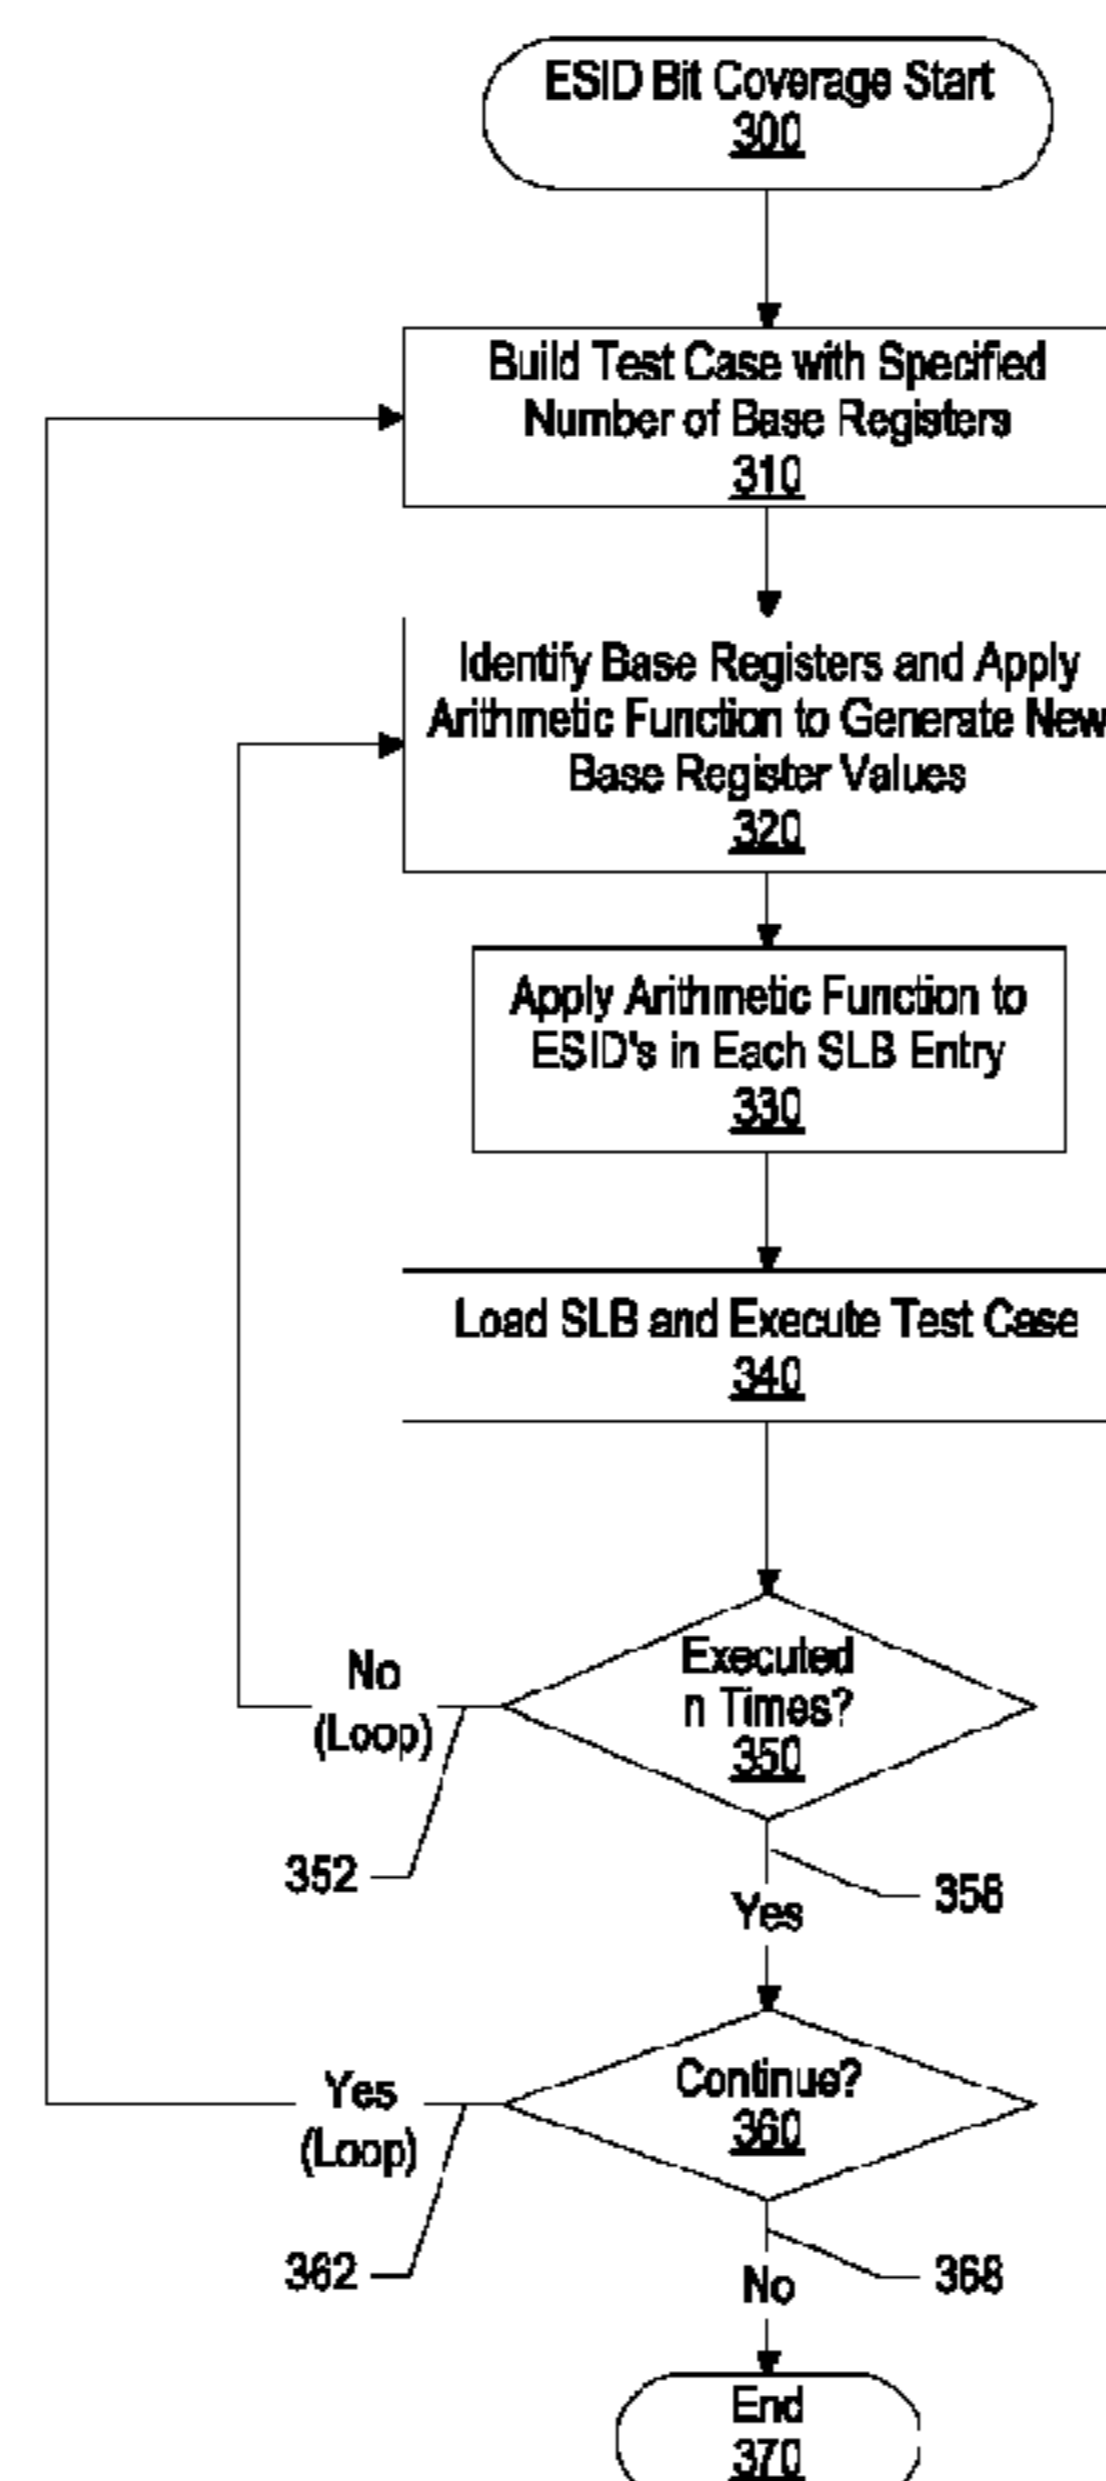 ESID Bit Coverage Start
300
Build Test Case with Specified
Number of Base Registers
310
Identify Base Registers and Apply
Arithmetic Function to Generate New
Base Register Values
320
Apply Arithmetic Function to
ESID's in Each SLB Entry
330
Load SLB and Execute Test Case
340
Executed
n Times?
350
No
(Loop)
352
358
Yes
Continue?
360
Yes
(Loop)
362
368
No
End
370